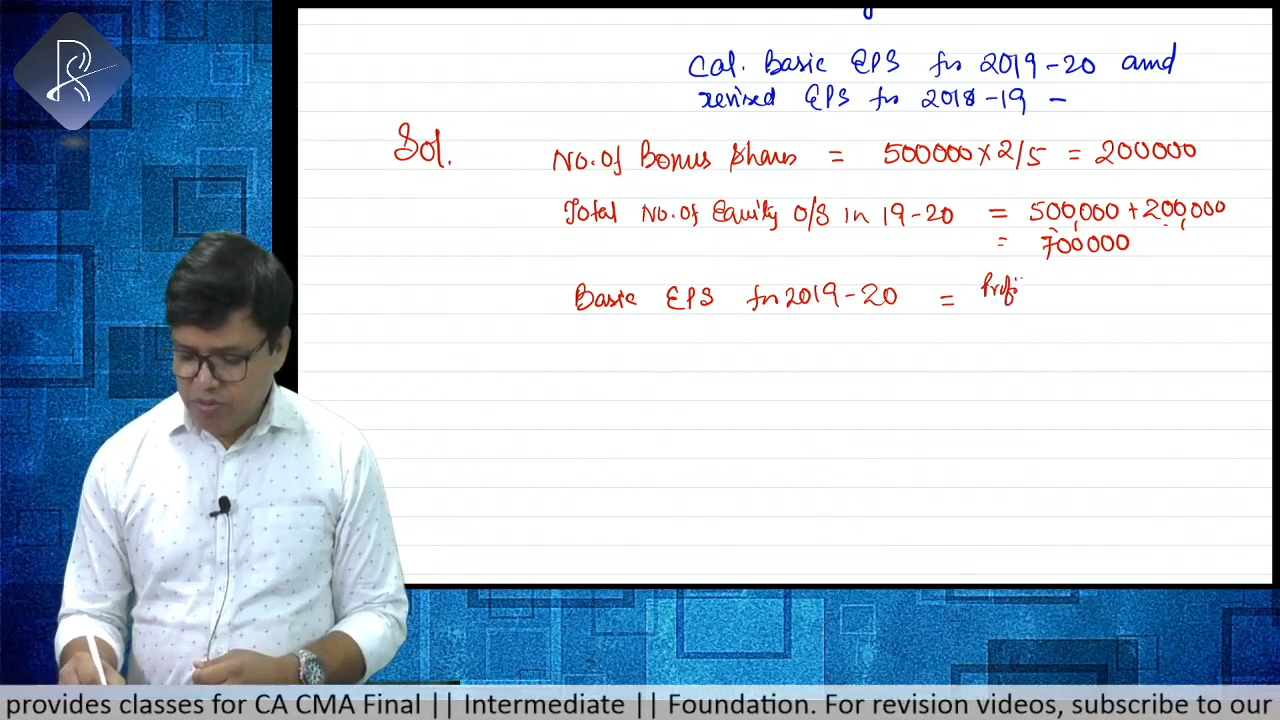 Cal. Basic EPS for 2019-20 and
revised EPS for 2018-19 -
Sol.
No. of Bonus Shares = 500000 × 2/5 = 200000
Total No. of Equity O/S in 19-20 = 500,000 + 200,000
= 700000
Basic EPS for 2019-20 = Profi
provides classes for CA CMA Final || Intermediate || Foundation. For revision videos, subscribe to our